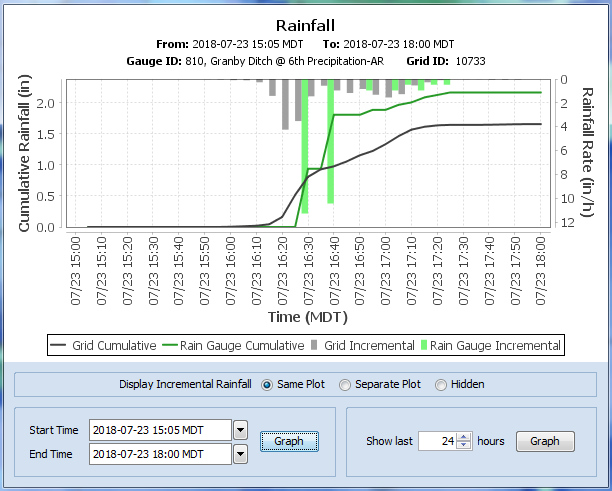 Rainfall
From: 2018-07-23 15:05 MDT To: 2018-07-23 18:00 MDT
Gauge ID: 810, Granby Ditch @ 6th Precipitation-AR Grid ID: 10733
Cumulative Rainfall (in)
2.0
1.5
1.0
0.5
0.0
0
2
4
6
8
10
12
Rainfall Rate (in/h)
07/23 15:00
07/23 15:10
07/23 15:20
07/23 15:30
07/23 15:40
07/23 15:50
07/23 16:00
07/23 16:10
07/23 16:20
07/23 16:30
07/23 16:40
07/23 16:50
07/23 17:00
07/23 17:10
07/23 17:20
07/23 17:30
07/23 17:40
07/23 17:50
07/23 18:00
Time (MDT)
Grid Cumulative Rain Gauge Cumulative Grid Incremental Rain Gauge Incremental
Display Incremental Rainfall Same Plot Separate Plot Hidden
Start Time 2018-07-23 15:05 MDT
End Time 2018-07-23 18:00 MDT
Graph
Show last 24 hours Graph